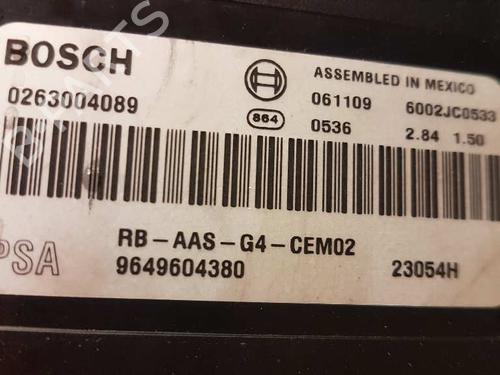 BOSCH
ASSEMBLED IN MEXICO
0263004089
061109 6002JC0533
864
0536 2.84 1.50
RB-AAS-G4-CEM02
PSA
9649604380 23054H